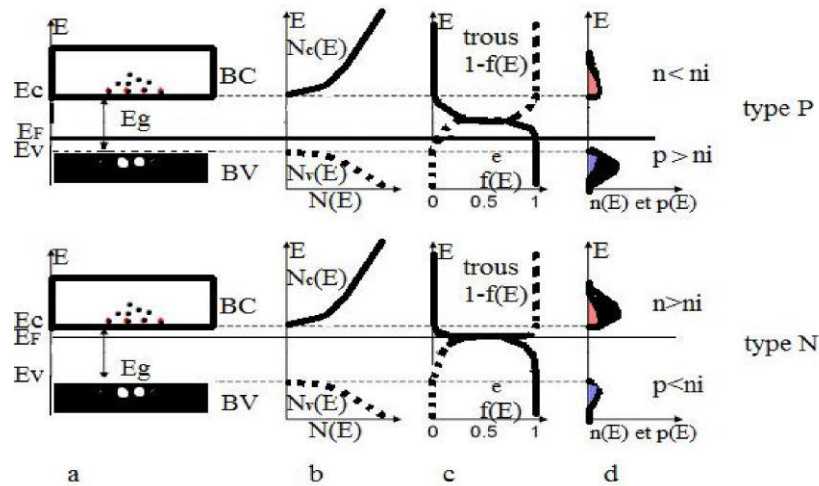 E E E E
Nc(E) trous
1-f(E)
BC n< ni
Ec
Eg type P
EF
Ev
BV Nv(E) e p > ni
f(E)
N(E) 0 0.5 1 n(E) et p(E)
E E E E
Nc(E) trous
1-f(E)
BC n>ni
Ec
EF
Eg type N
Ev
BV Nv(E) e p<ni
f(E)
N(E) 0 0.5 1 n(E) et p(E)
a b c d